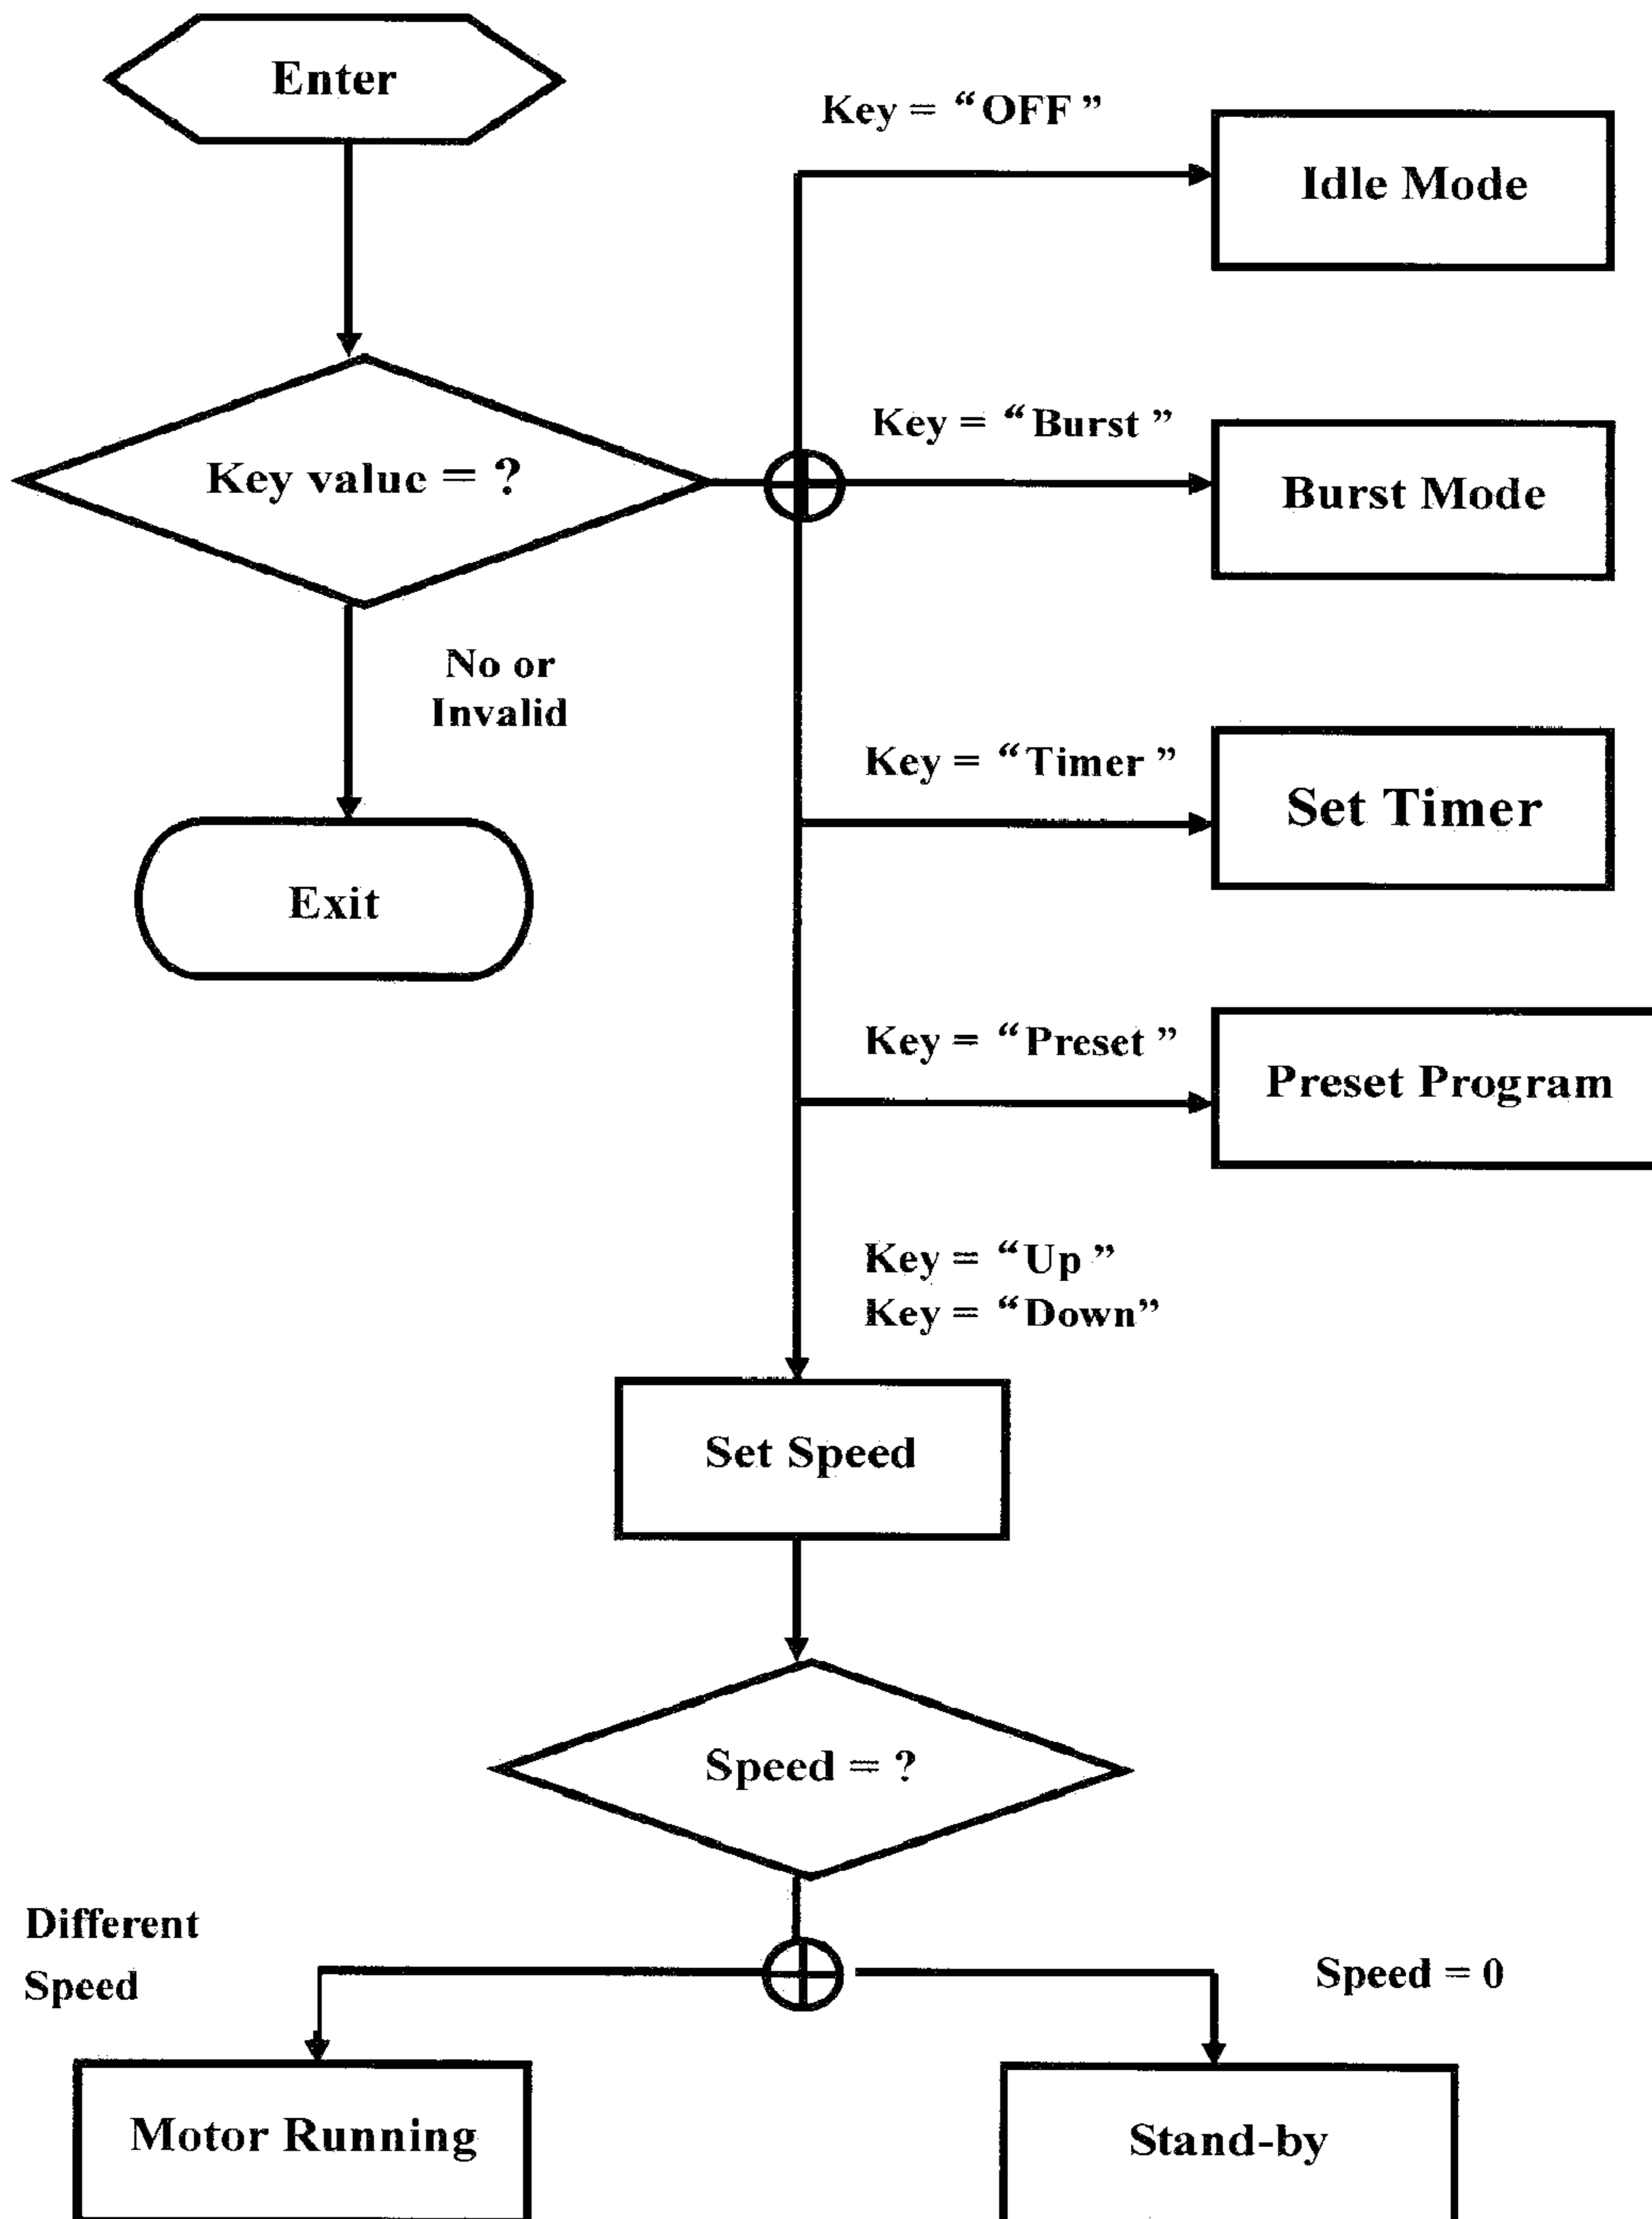 Enter
Key = “OFF”
Idle Mode
Key value = ?
Key = “Burst”
Burst Mode
No or
Invalid
Key = “Timer”
Set Timer
Exit
Key = “Preset”
Preset Program
Key = “Up”
Key = “Down”
Set Speed
Speed = ?
Different
Speed
Speed = 0
Motor Running
Stand-by